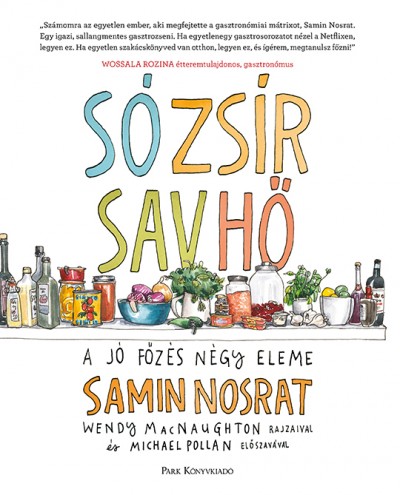 „Számomra az egyetlen ember, aki megfejtette a gasztronómiai mátrixot, Samin Nosrat.
Egy igazi, sallangmentes gasztrozseni. Ha egyetlenegy gasztrosorozatot nézel a Netflixen,
legyen ez. Ha egyetlen szakácskönyved van otthon, legyen ez, és ígérem, megtanulsz főzni!”
WOSSALA ROZINA étteremtulajdonos, gasztronómus
SÓ ZSÍR
SAV HŐ
A JÓ FŐZÉS NÉGY ELEME
SAMIN NOSRAT
WENDY MACNAUGHTON RAJZAIVAL
ÉS MICHAEL POLLAN ELŐSZAVÁVAL
PARK KÖNYVKIADÓ